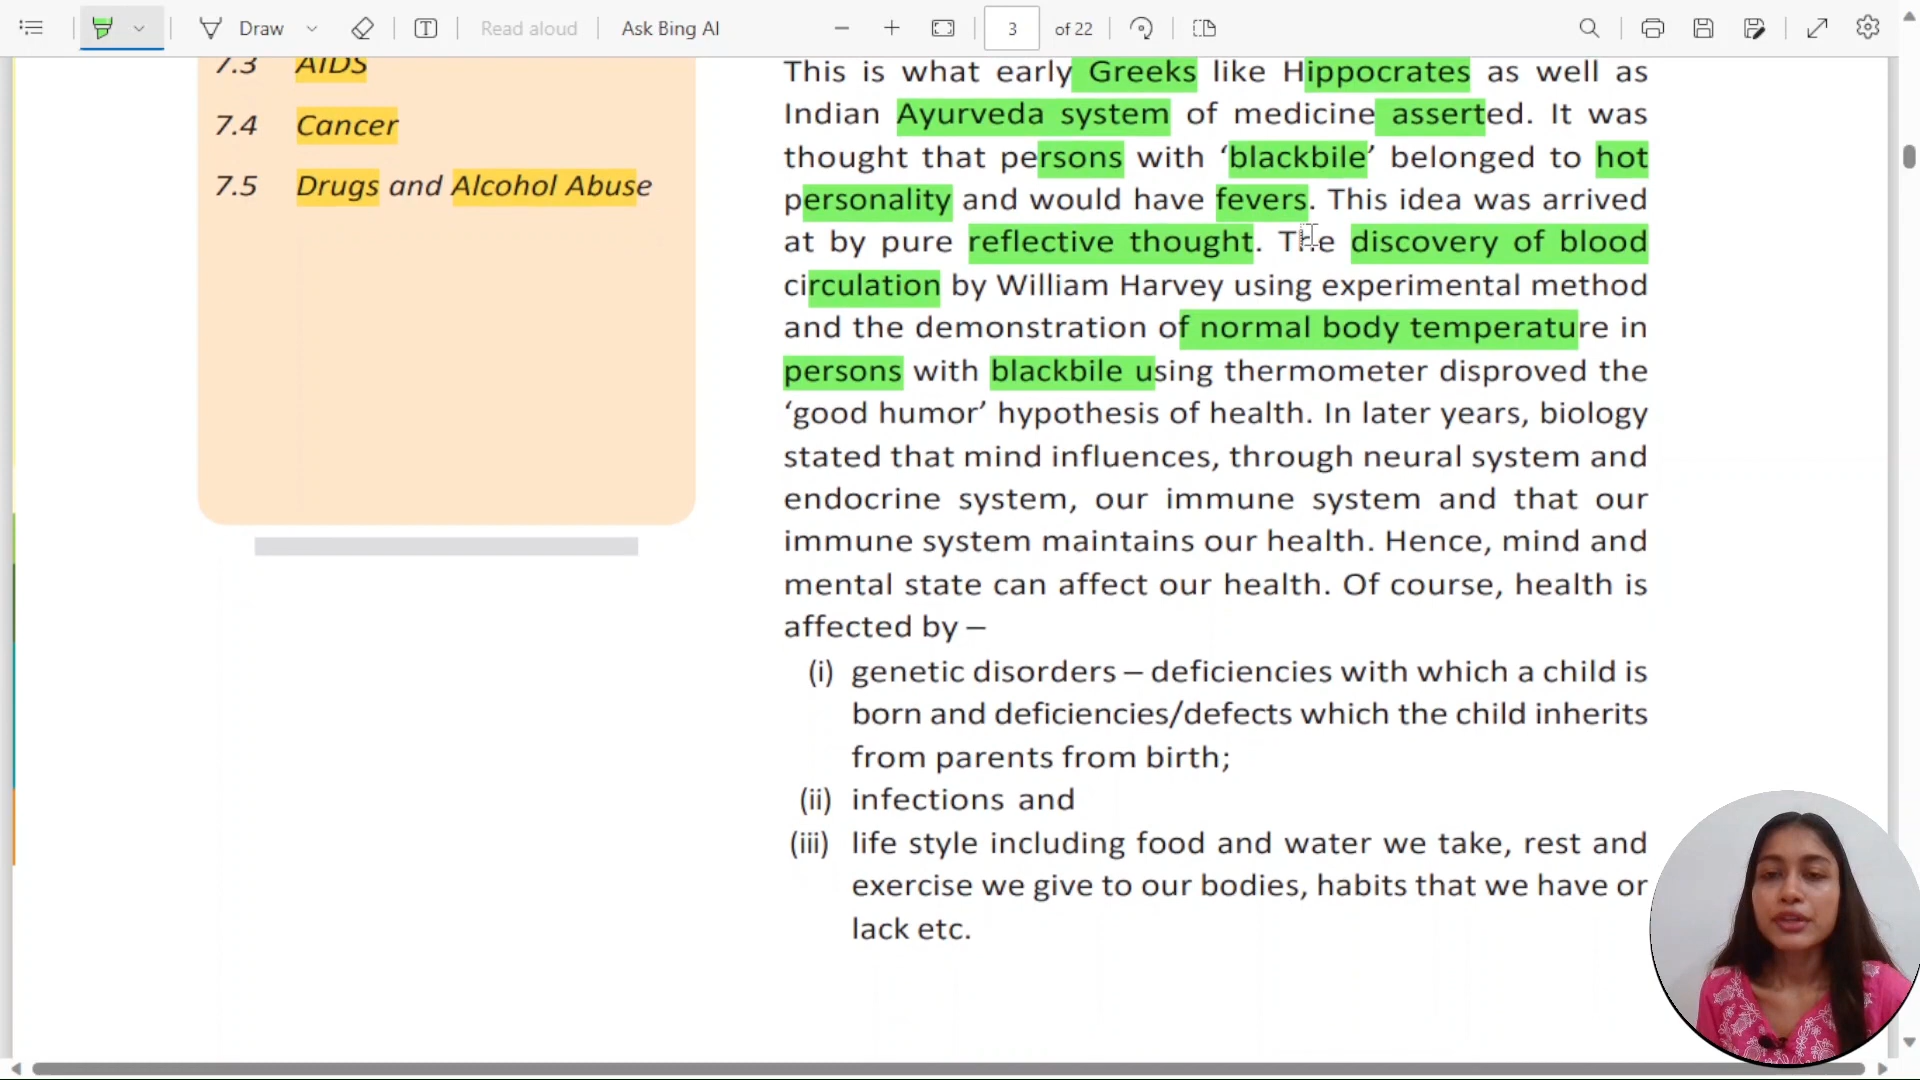 Draw
Read aloud
Ask Bing AI
3
of 22
7.3 AIDS
7.4 Cancer
7.5 Drugs and Alcohol Abuse
This is what early Greeks like Hippocrates as well as
Indian Ayurveda system of medicine asserted. It was
thought that persons with ‘blackbile’ belonged to hot
personality and would have fevers. This idea was arrived
at by pure reflective thought. The discovery of blood
circulation by William Harvey using experimental method
and the demonstration of normal body temperature in
persons with blackbile using thermometer disproved the
‘good humor’ hypothesis of health. In later years, biology
stated that mind influences, through neural system and
endocrine system, our immune system and that our
immune system maintains our health. Hence, mind and
mental state can affect our health. Of course, health is
affected by –
(i) genetic disorders – deficiencies with which a child is
born and deficiencies/defects which the child inherits
from parents from birth;
(ii) infections and
(iii) life style including food and water we take, rest and
exercise we give to our bodies, habits that we have or
lack etc.